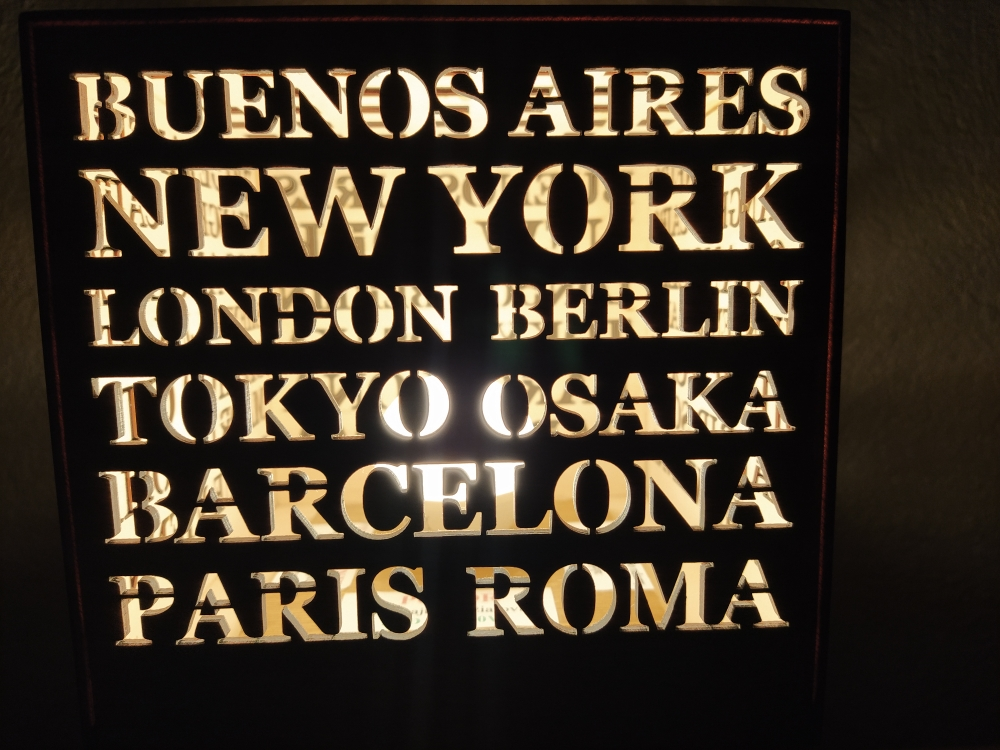 BUENOS AIRES
NEW YORK
LONDON BERLIN
TOKYO OSAKA
BARCELONA
PARIS ROMA